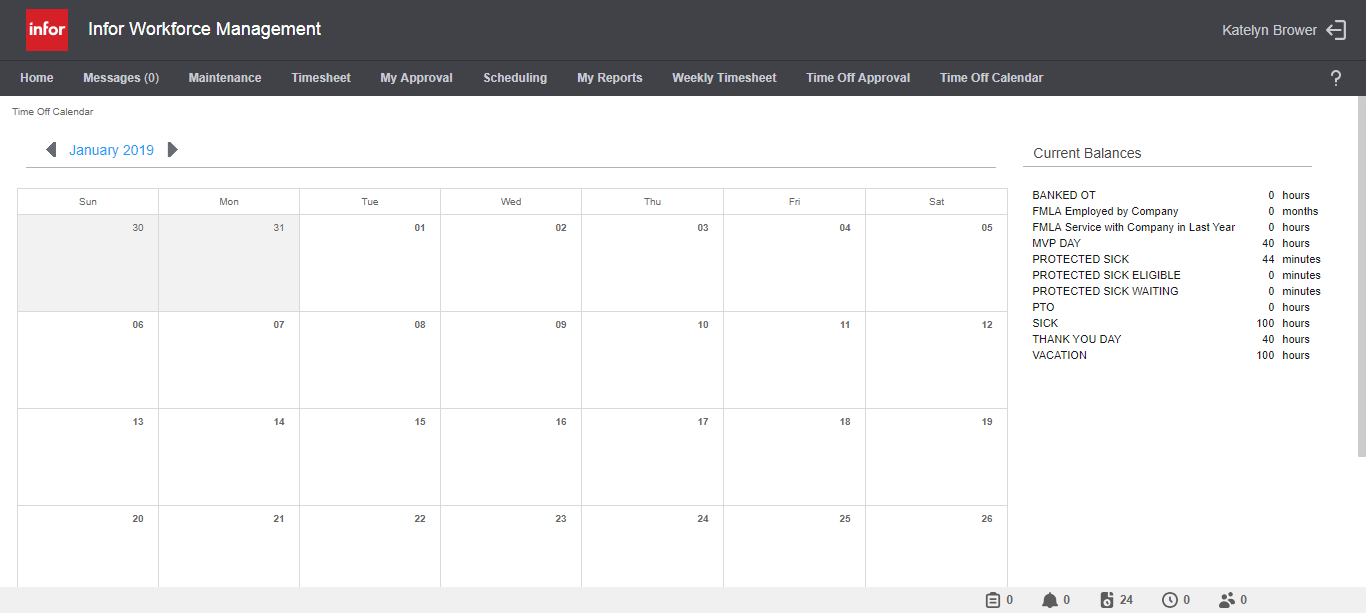 infor Infor Workforce Management Katelyn Brower
Home Messages (0) Maintenance Timesheet My Approval Scheduling My Reports Weekly Timesheet Time Off Approval Time Off Calendar ?
Time Off Calendar
January 2019
Sun Mon Tue Wed Thu Fri Sat
30 31 01 02 03 04 05
06 07 08 09 10 11 12
13 14 15 16 17 18 19
20 21 22 23 24 25 26
Current Balances
BANKED OT 0 hours
FMLA Employed by Company 0 months
FMLA Service with Company in Last Year 0 hours
MVP DAY 40 hours
PROTECTED SICK 44 minutes
PROTECTED SICK ELIGIBLE 0 minutes
PROTECTED SICK WAITING 0 minutes
PTO 0 hours
SICK 100 hours
THANK YOU DAY 40 hours
VACATION 100 hours
0 0 24 0 0